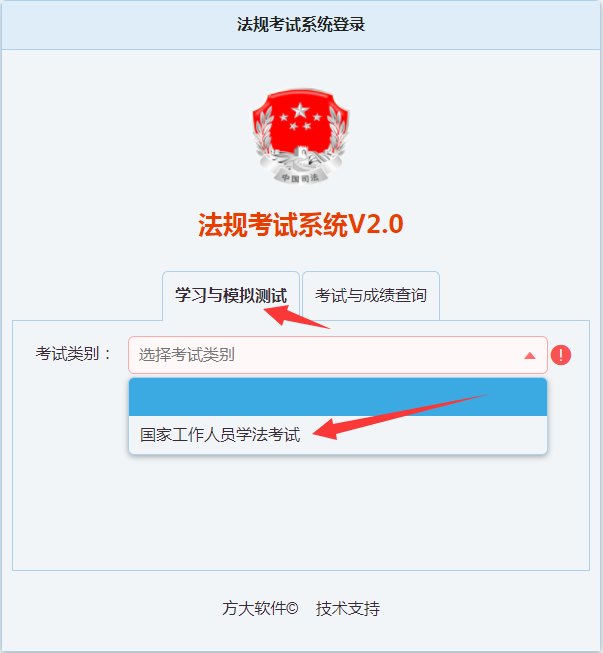 法规考试系统登录
中国司法
法规考试系统V2.0
学习与模拟测试 考试与成绩查询
考试类别： 选择考试类别
国家工作人员学法考试
方大软件© 技术支持